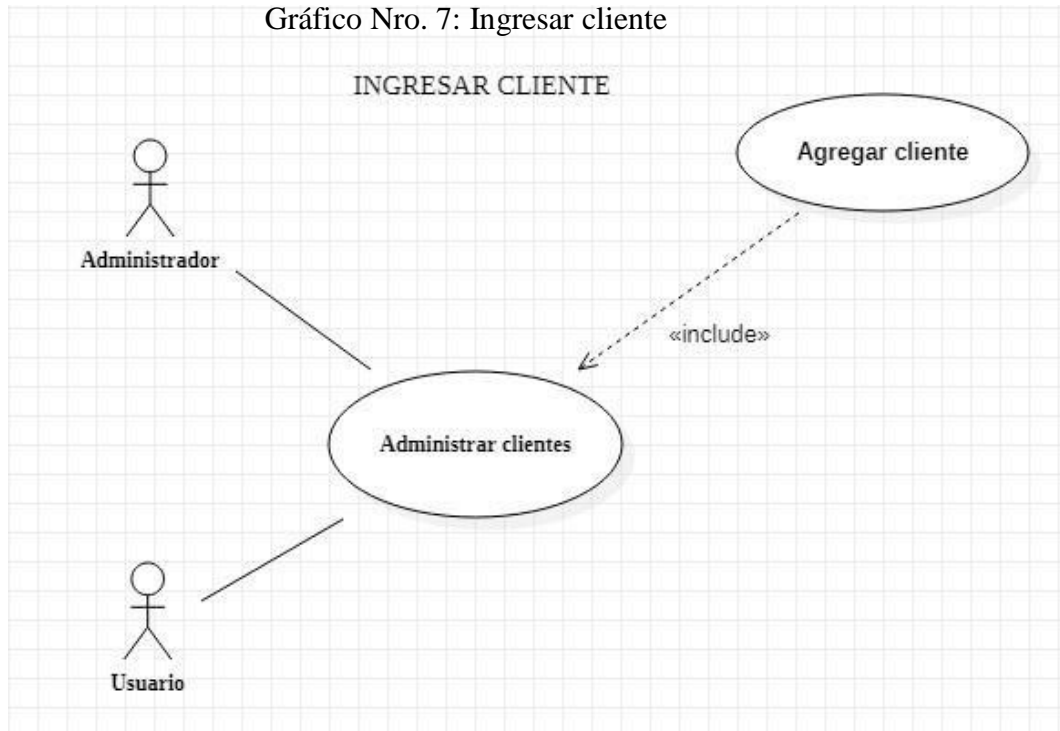 Gráfico Nro. 7: Ingresar cliente
INGRESAR CLIENTE
Agregar cliente
Administrador
«include»
Administrar clientes
Usuario